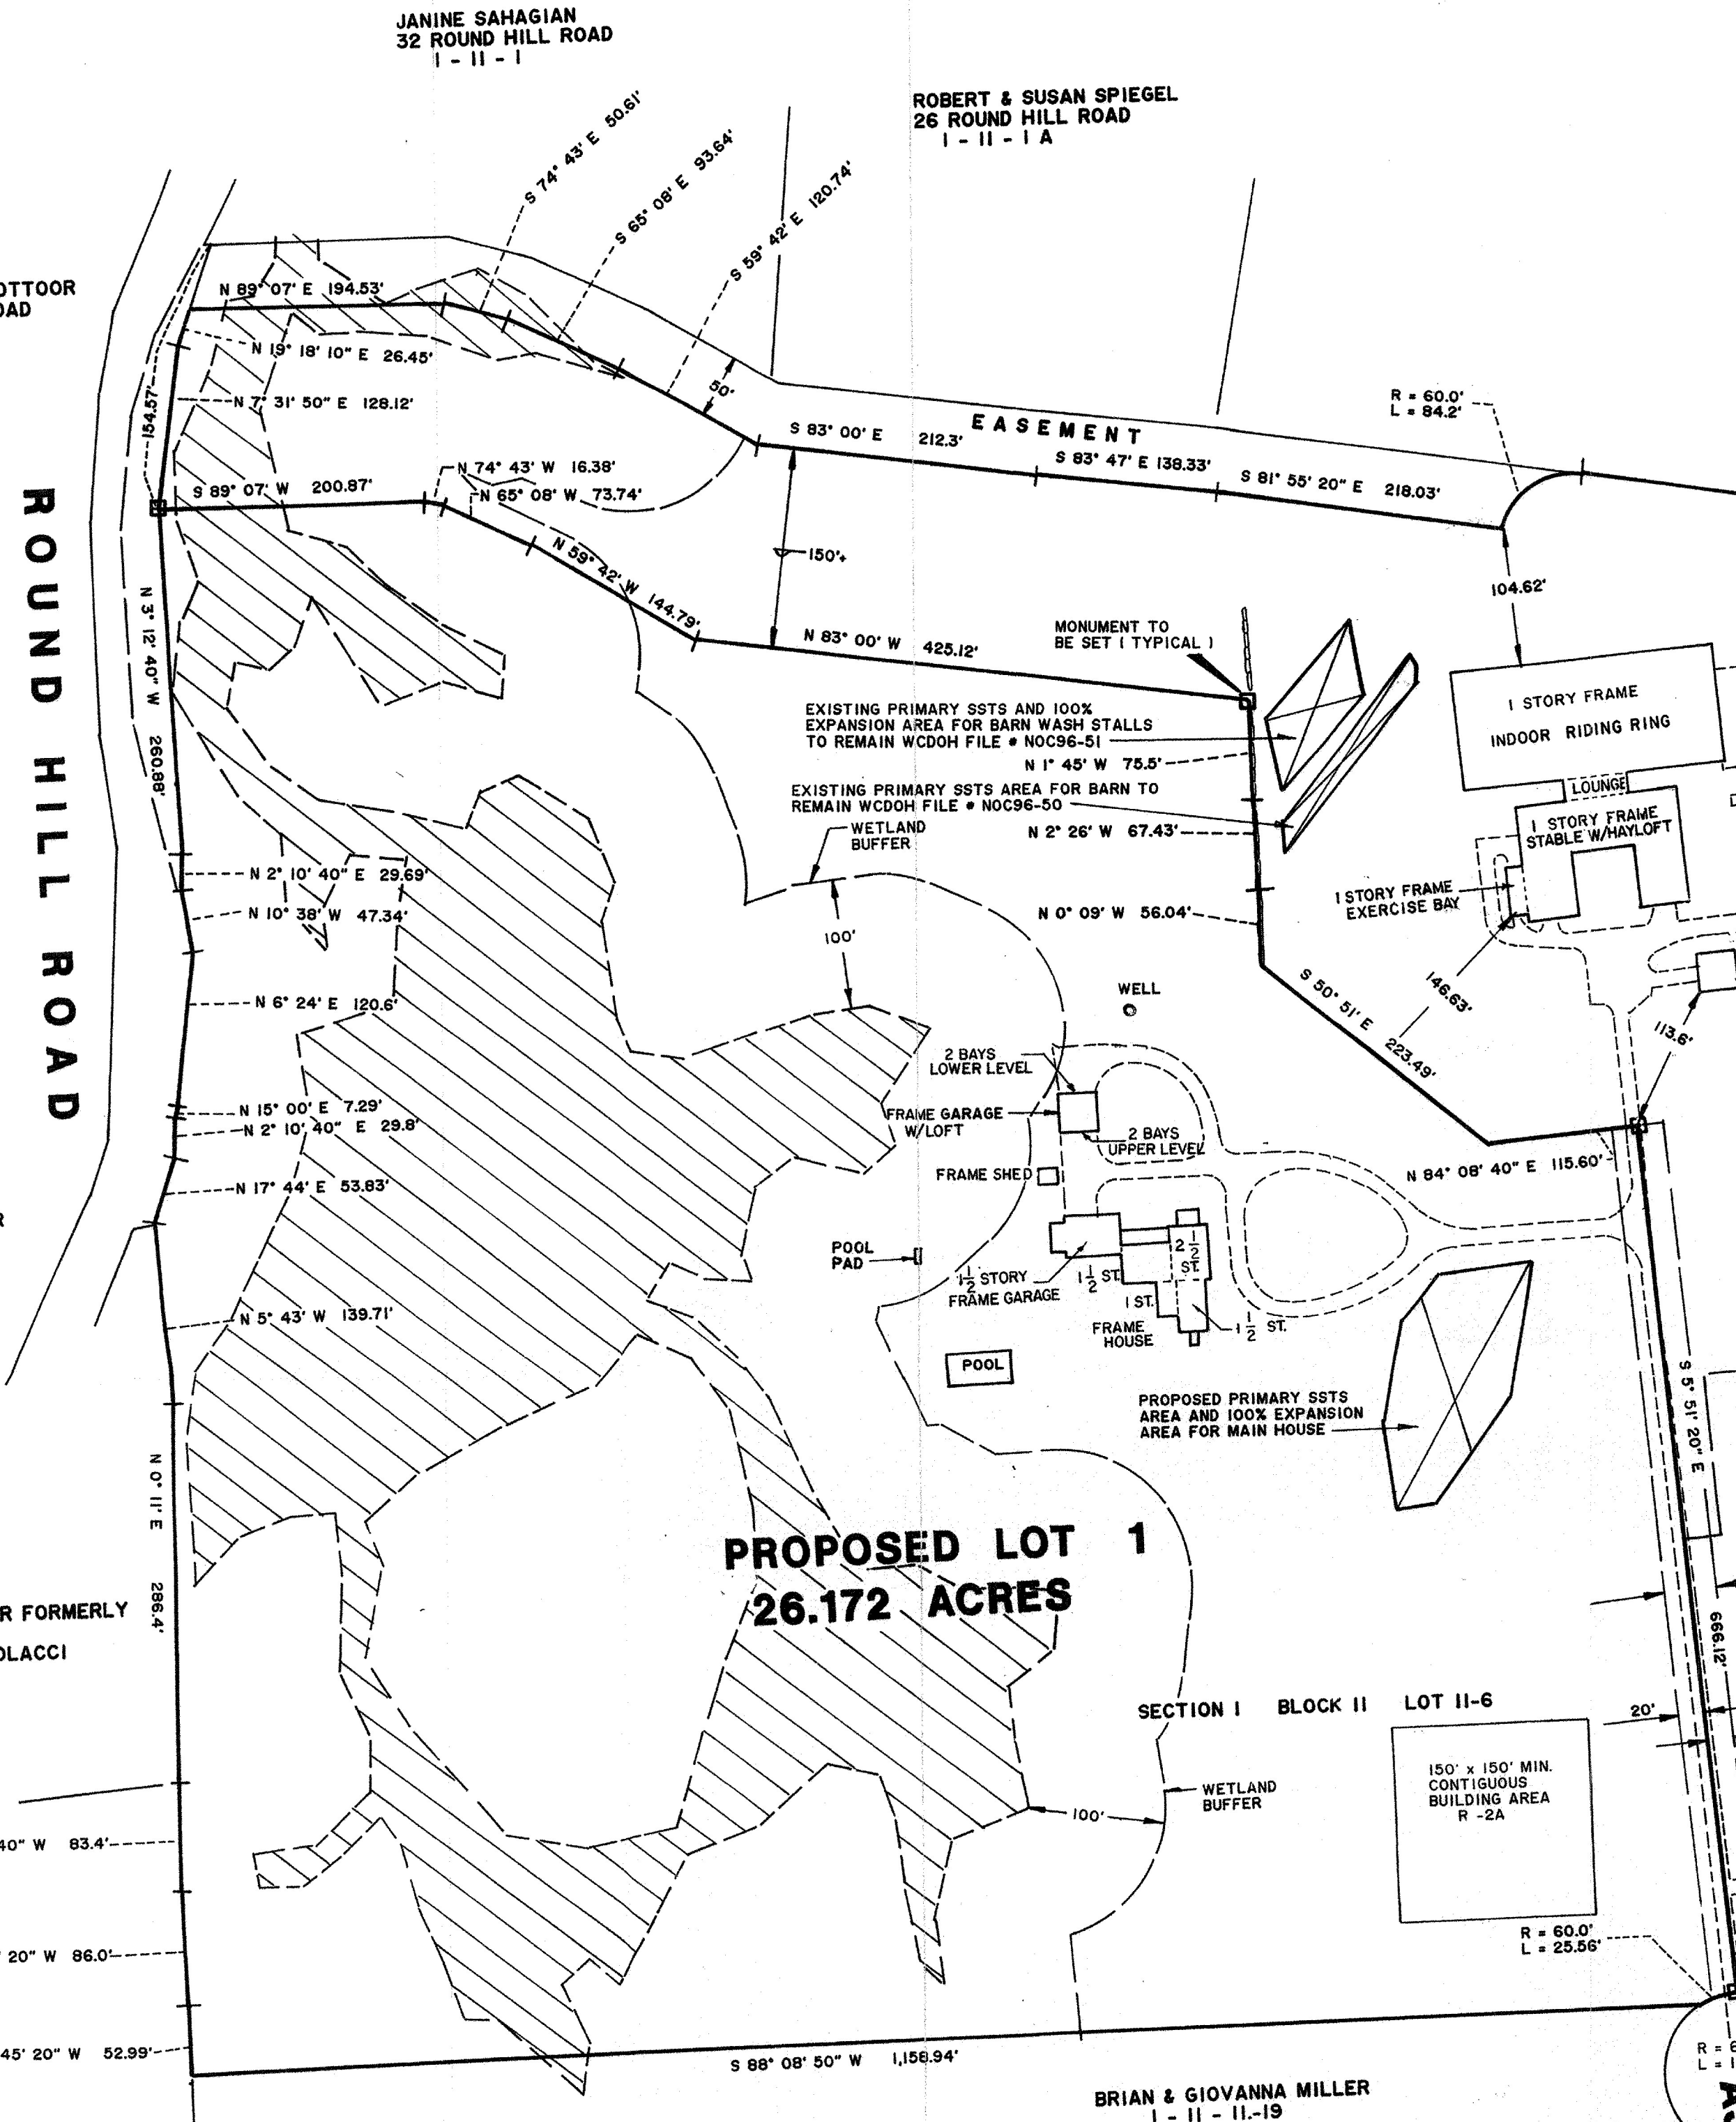 JANINE SAHAGIAN
32 ROUND HILL ROAD
1 - 11 - 1
ROBERT & SUSAN SPIEGEL
26 ROUND HILL ROAD
1 - 11 - 1 A
S 74° 43' E 50.61'
S 65° 08' E 93.64'
S 59° 42' E 120.74'
OTTOOR
OAD
N 89° 07' E 194.53'
N 19° 18' 10" E 26.45'
N 7° 31' 50" E 128.12'
154.57'
50'
R = 60.0'
L = 84.2'
EASEMENT
S 83° 00' E 212.3'
S 83° 47' E 138.33'
S 81° 55' 20" E 218.03'
N 74° 43' W 16.38'
N 65° 08' W 73.74'
S 89° 07' W 200.87'
N 59° 42' W 144.79'
150'+
104.62'
ROUND HILL ROAD
N 3° 12' 40" W 260.88'
N 83° 00' W 425.12'
MONUMENT TO
BE SET ( TYPICAL )
1 STORY FRAME
INDOOR RIDING RING
EXISTING PRIMARY SSTS AND 100%
EXPANSION AREA FOR BARN WASH STALLS
TO REMAIN WCDOH FILE # NOC96-51
N 1° 45' W 75.5'
EXISTING PRIMARY SSTS AREA FOR BARN TO
REMAIN WCDOH FILE # NOC96-50
LOUNGE
1 STORY FRAME
STABLE W/HAYLOFT
WETLAND
BUFFER
N 2° 26' W 67.43'
N 2° 10' 40" E 29.69'
1 STORY FRAME
EXERCISE BAY
N 10° 38' W 47.34'
100'
N 0° 09' W 56.04'
N 6° 24' E 120.6'
WELL
S 50° 51' E 223.49'
146.63'
113.6'
2 BAYS
LOWER LEVEL
N 15° 00' E 7.29'
N 2° 10' 40" E 29.8'
FRAME GARAGE
W/LOFT
2 BAYS
UPPER LEVEL
N 84° 08' 40" E 115.60'
FRAME SHED
N 17° 44' E 53.83'
R
POOL
PAD
2 1/2
ST.
1 1/2 STORY
FRAME GARAGE
1 1/2 ST.
1 ST.
FRAME
HOUSE
1 1/2 ST.
N 5° 43' W 139.71'
POOL
PROPOSED PRIMARY SSTS
AREA AND 100% EXPANSION
AREA FOR MAIN HOUSE
S 5° 51' 20" E
666.12'
N 0° 11' E 286.4'
PROPOSED LOT 1
26.172 ACRES
R FORMERLY
OLACCI
SECTION 1 BLOCK 11 LOT 11-6
20'
150' x 150' MIN.
CONTIGUOUS
BUILDING AREA
R -2A
WETLAND
BUFFER
100'
40" W 83.4'
R = 60.0'
L = 25.56'
20" W 86.0'
45' 20" W 52.99'
S 88° 08' 50" W 1,158.94'
BRIAN & GIOVANNA MILLER
1 - 11 - 11.-19
R = 6
L = 1